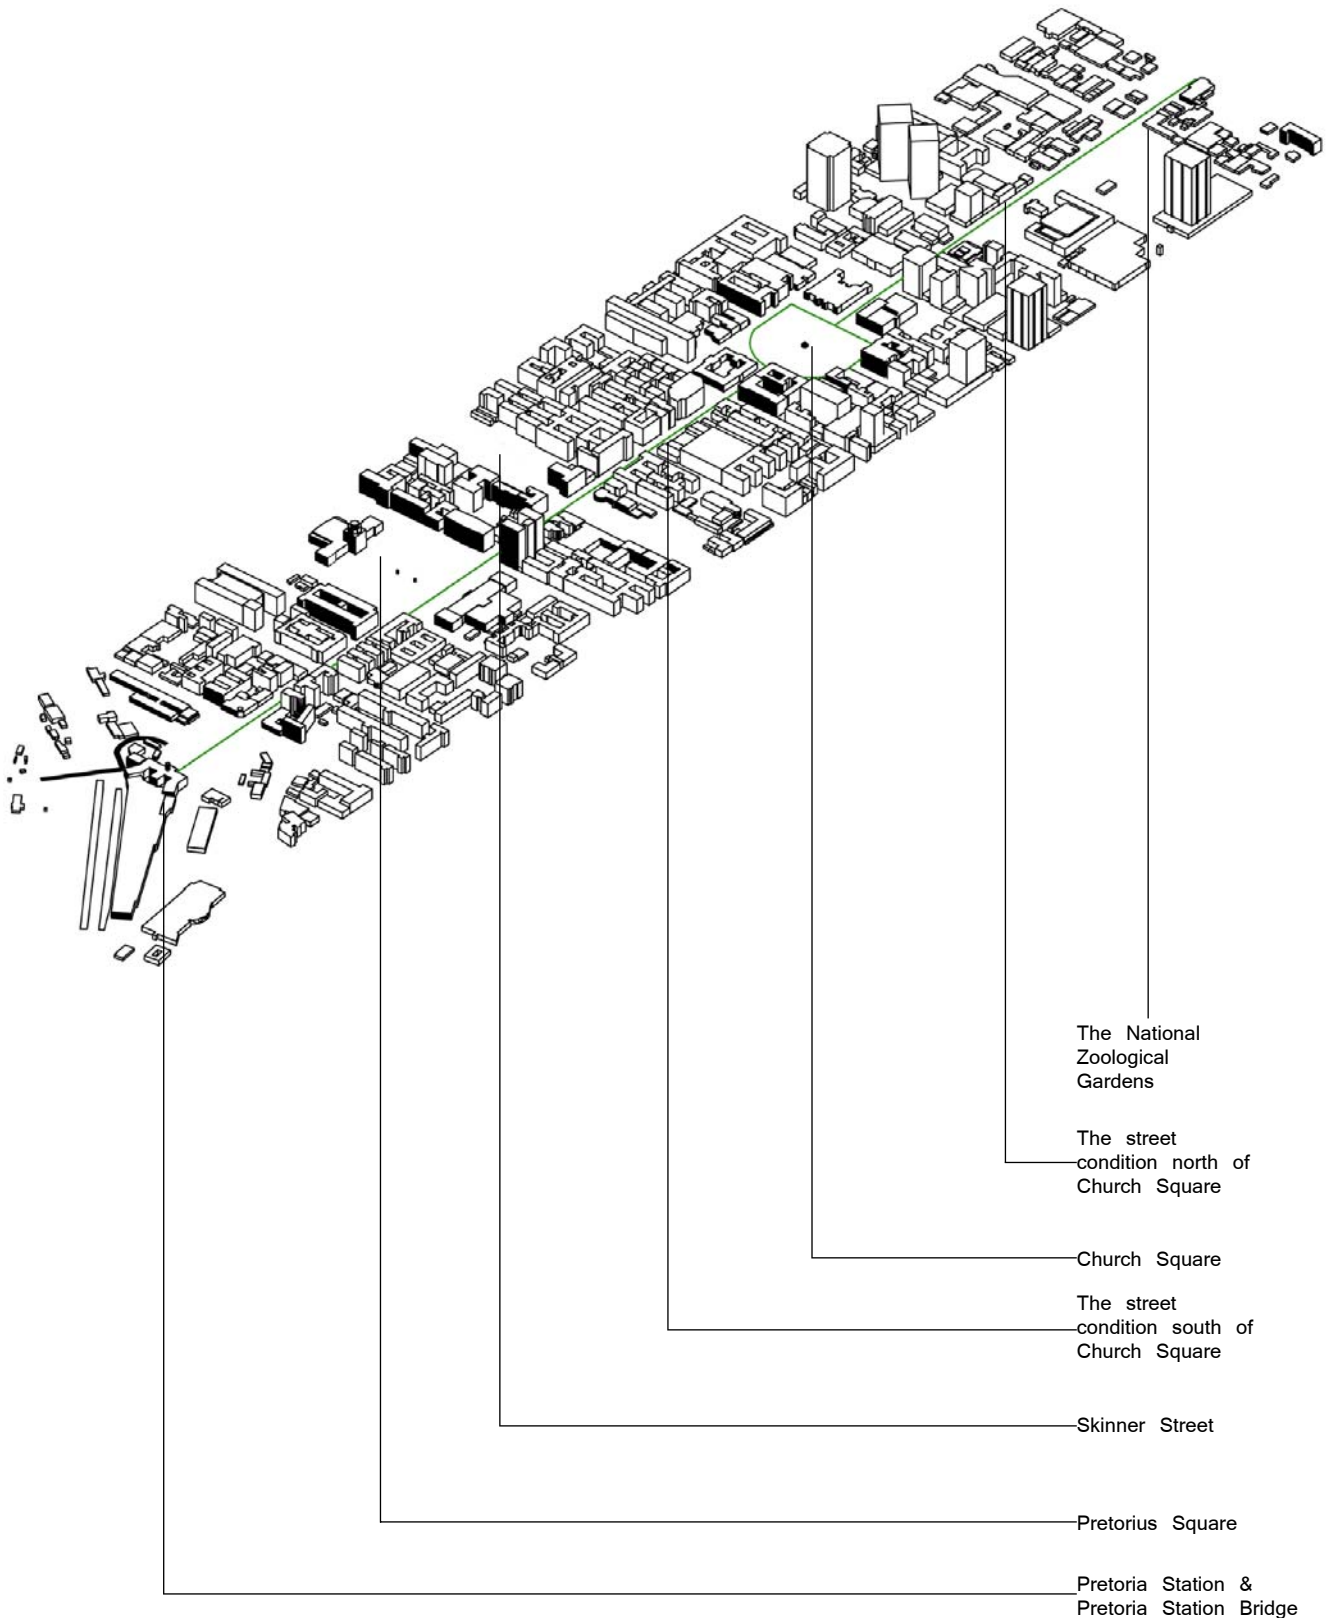 The National
Zoological
Gardens
The street
condition north of
Church Square
Church Square
The street
condition south of
Church Square
Skinner Street
Pretorius Square
Pretoria Station &
Pretoria Station Bridge